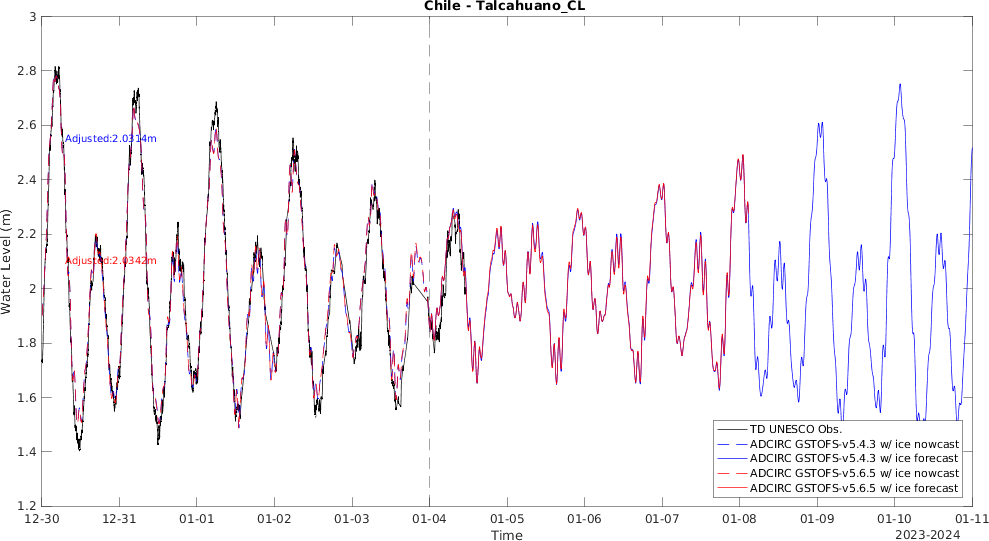 Chile - Talcahuano_CL
3
2.8
2.6
2.4
2.2
2
1.8
1.6
1.4
1.2
Water Level (m)
Adjusted:2.0314m
Adjusted:2.0342m
TD UNESCO Obs.
ADCIRC GSTOFS-v5.4.3 w/ ice nowcast
ADCIRC GSTOFS-v5.4.3 w/ ice forecast
ADCIRC GSTOFS-v5.6.5 w/ ice nowcast
ADCIRC GSTOFS-v5.6.5 w/ ice forecast
12-30 12-31 01-01 01-02 01-03 01-04 01-05 01-06 01-07 01-08 01-09 01-10 01-11
Time
2023-2024